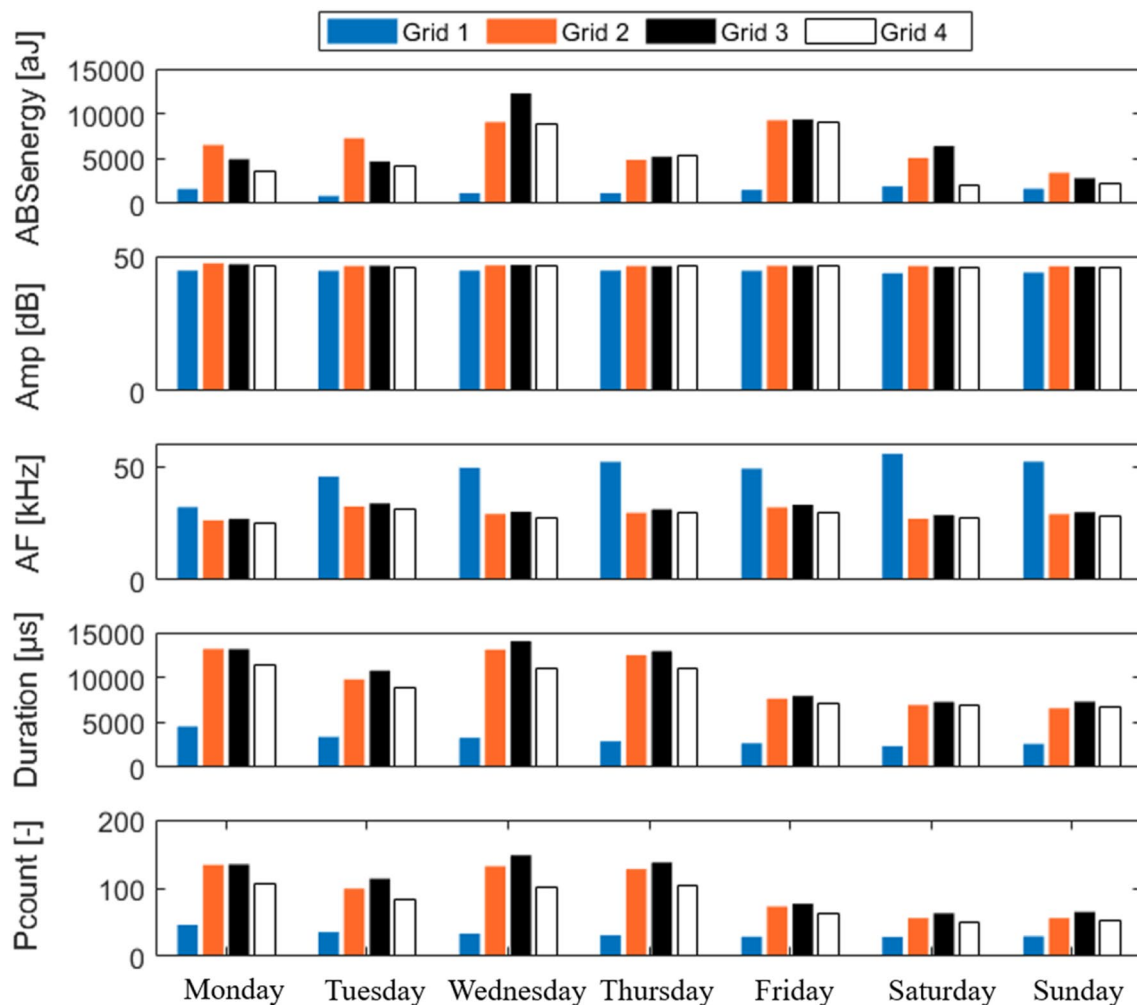 Grid 1 Grid 2 Grid 3 Grid 4
ABSenergy [aJ]
15000
10000
5000
0
Amp [dB]
50
0
AF [kHz]
50
0
Duration [µs]
15000
10000
5000
0
Pcount [-]
200
100
0
Monday Tuesday Wednesday Thursday Friday Saturday Sunday